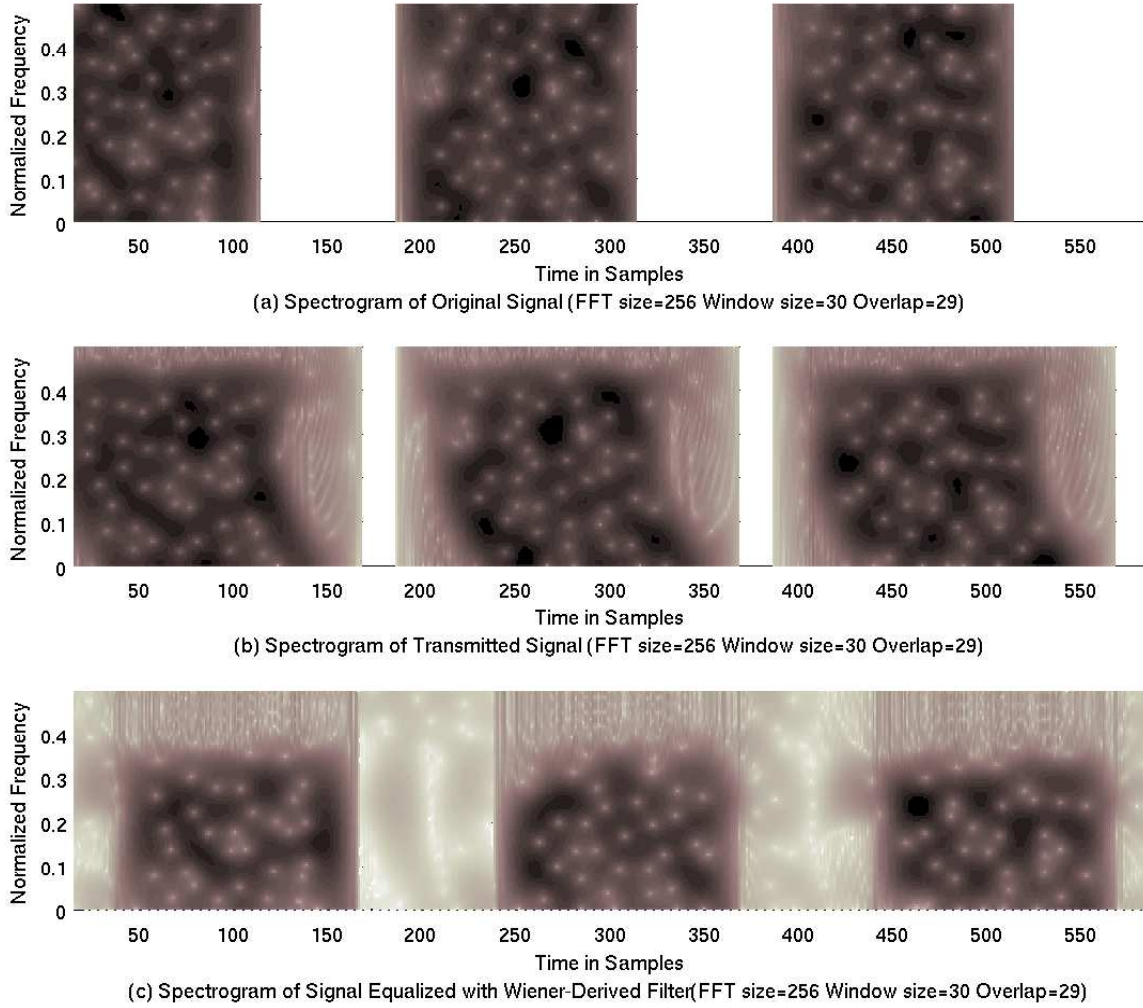 Normalized Frequency
0.4
0.3
0.2
0.1
0
50 100 150 200 250 300 350 400 450 500 550
Time in Samples
(a) Spectrogram of Original Signal (FFT size=256 Window size=30 Overlap=29)
Normalized Frequency
0.4
0.3
0.2
0.1
0
50 100 150 200 250 300 350 400 450 500 550
Time in Samples
(b) Spectrogram of Transmitted Signal (FFT size=256 Window size=30 Overlap=29)
Normalized Frequency
0.4
0.3
0.2
0.1
0
50 100 150 200 250 300 350 400 450 500 550
Time in Samples
(c) Spectrogram of Signal Equalized with Wiener-Derived Filter(FFT size=256 Window size=30 Overlap=29)